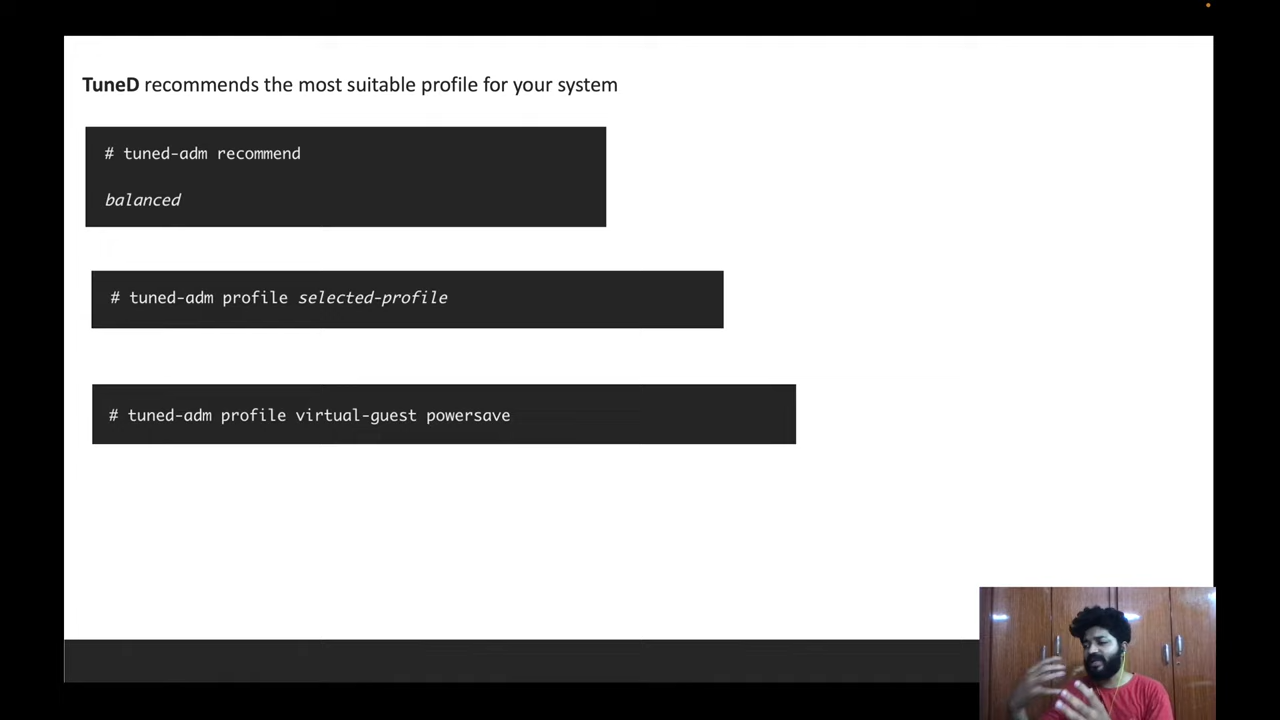 TuneD recommends the most suitable profile for your system
# tuned-adm recommend
balanced
# tuned-adm profile selected-profile
# tuned-adm profile virtual-guest powersave